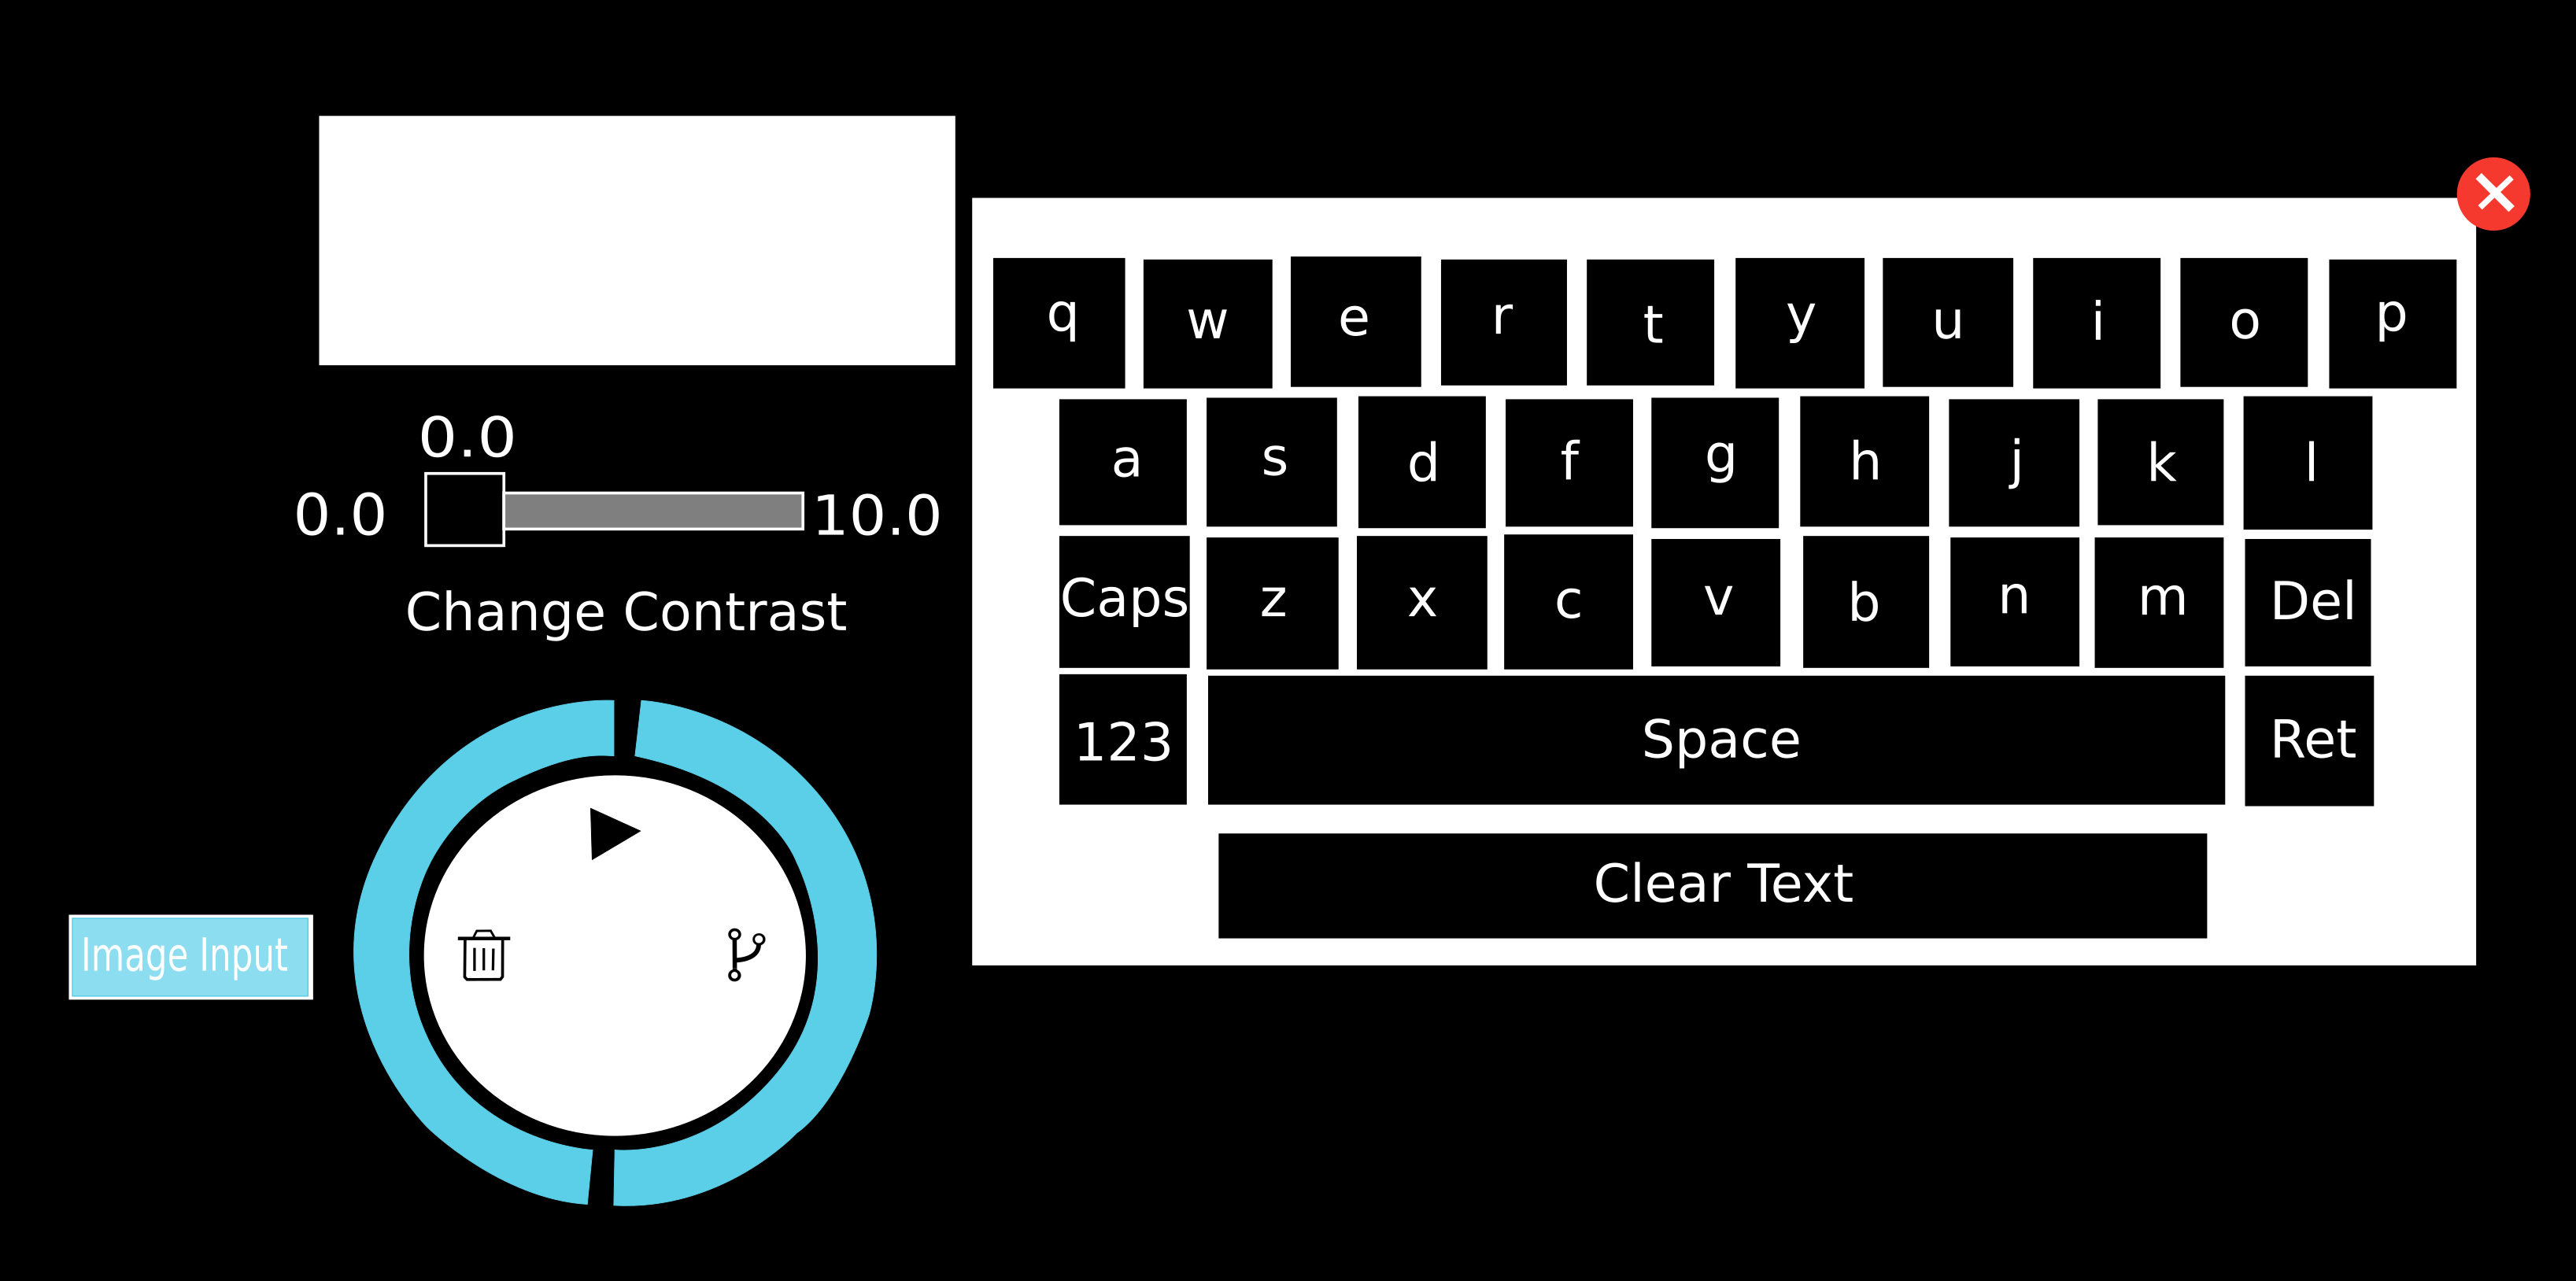 0.0
0.0 10.0
Change Contrast
Image Input
q w e r t y u i o p
a s d f g h j k l
Caps z x c v b n m Del
123 Space Ret
Clear Text